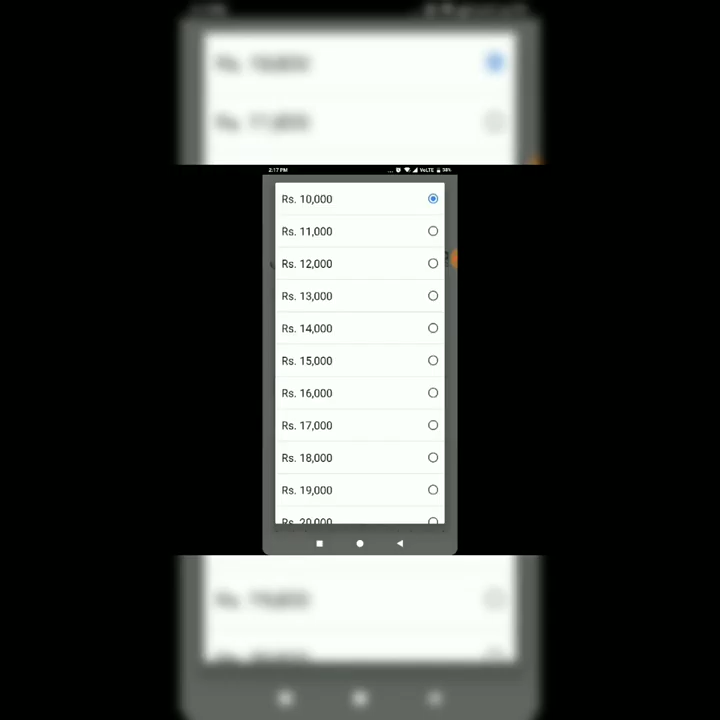 2:17 PM
... VoLTE 38%
Rs. 10,000
Rs. 11,000
Rs. 12,000
Rs. 13,000
Rs. 14,000
Rs. 15,000
Rs. 16,000
Rs. 17,000
Rs. 18,000
Rs. 19,000
Rs. 20,000